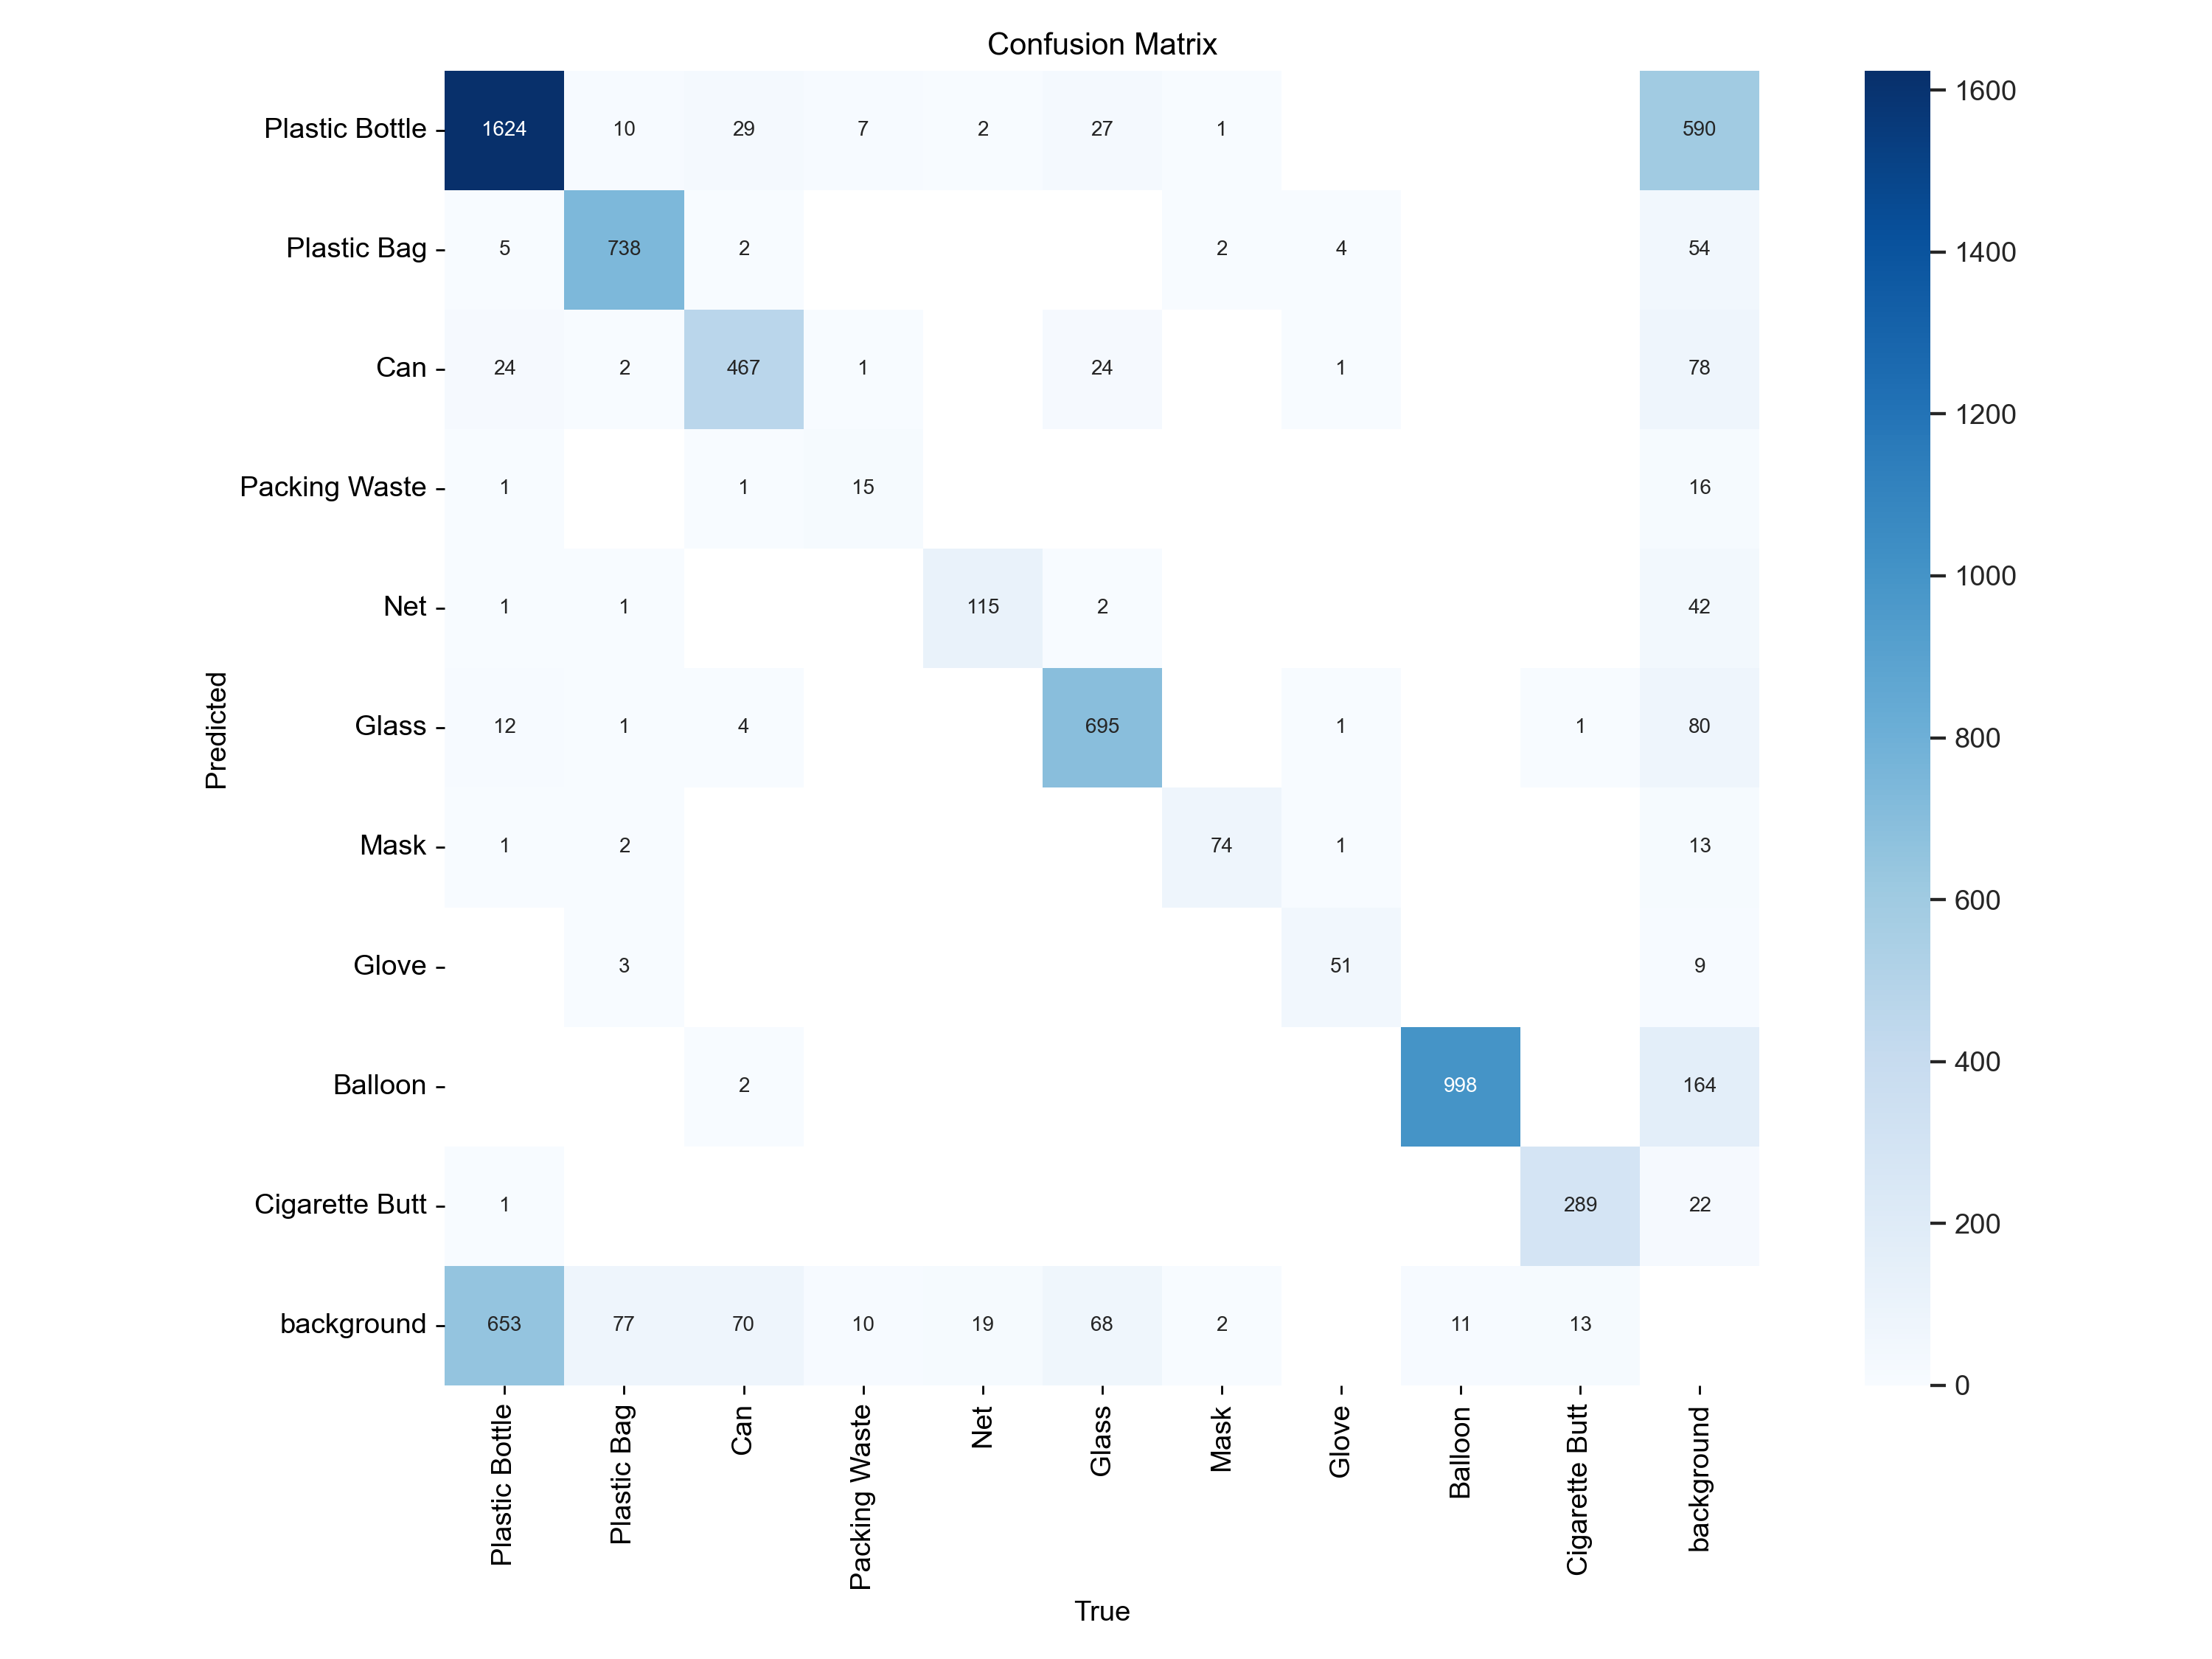 Confusion Matrix
Plastic Bottle 1624 10 29 7 2 27 1 590
Plastic Bag 5 738 2 2 4 54
Can 24 2 467 1 24 1 78
Packing Waste 1 1 15 16
Net 1 1 115 2 42
Glass 12 1 4 695 1 1 80
Mask 1 2 74 1 13
Glove 3 51 9
Balloon 2 998 164
Cigarette Butt 1 289 22
background 653 77 70 10 19 68 2 11 13
Predicted
Plastic Bottle
Plastic Bag
Can
Packing Waste
Net
Glass
Mask
Glove
Balloon
Cigarette Butt
background
True
1600
1400
1200
1000
800
600
400
200
0